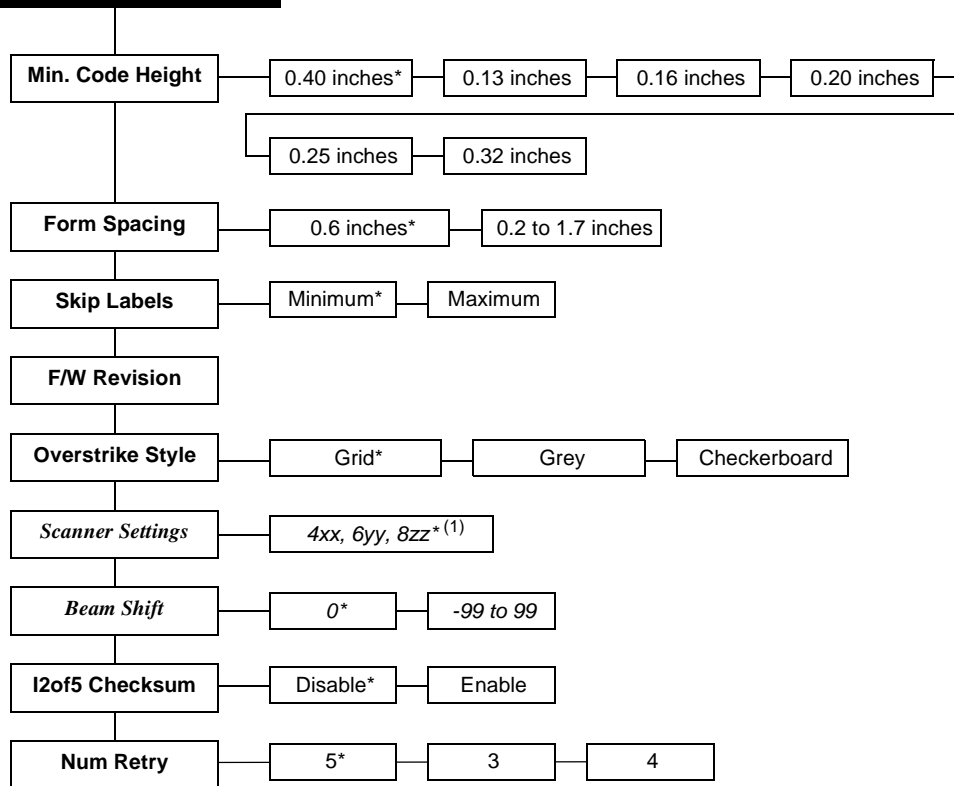 Min. Code Height 0.40 inches* 0.13 inches 0.16 inches 0.20 inches
0.25 inches 0.32 inches
Form Spacing 0.6 inches* 0.2 to 1.7 inches
Skip Labels Minimum* Maximum
F/W Revision
Overstrike Style Grid* Grey Checkerboard
Scanner Settings 4xx, 6yy, 8zz* (1)
Beam Shift 0* -99 to 99
I2of5 Checksum Disable* Enable
Num Retry 5* 3 4